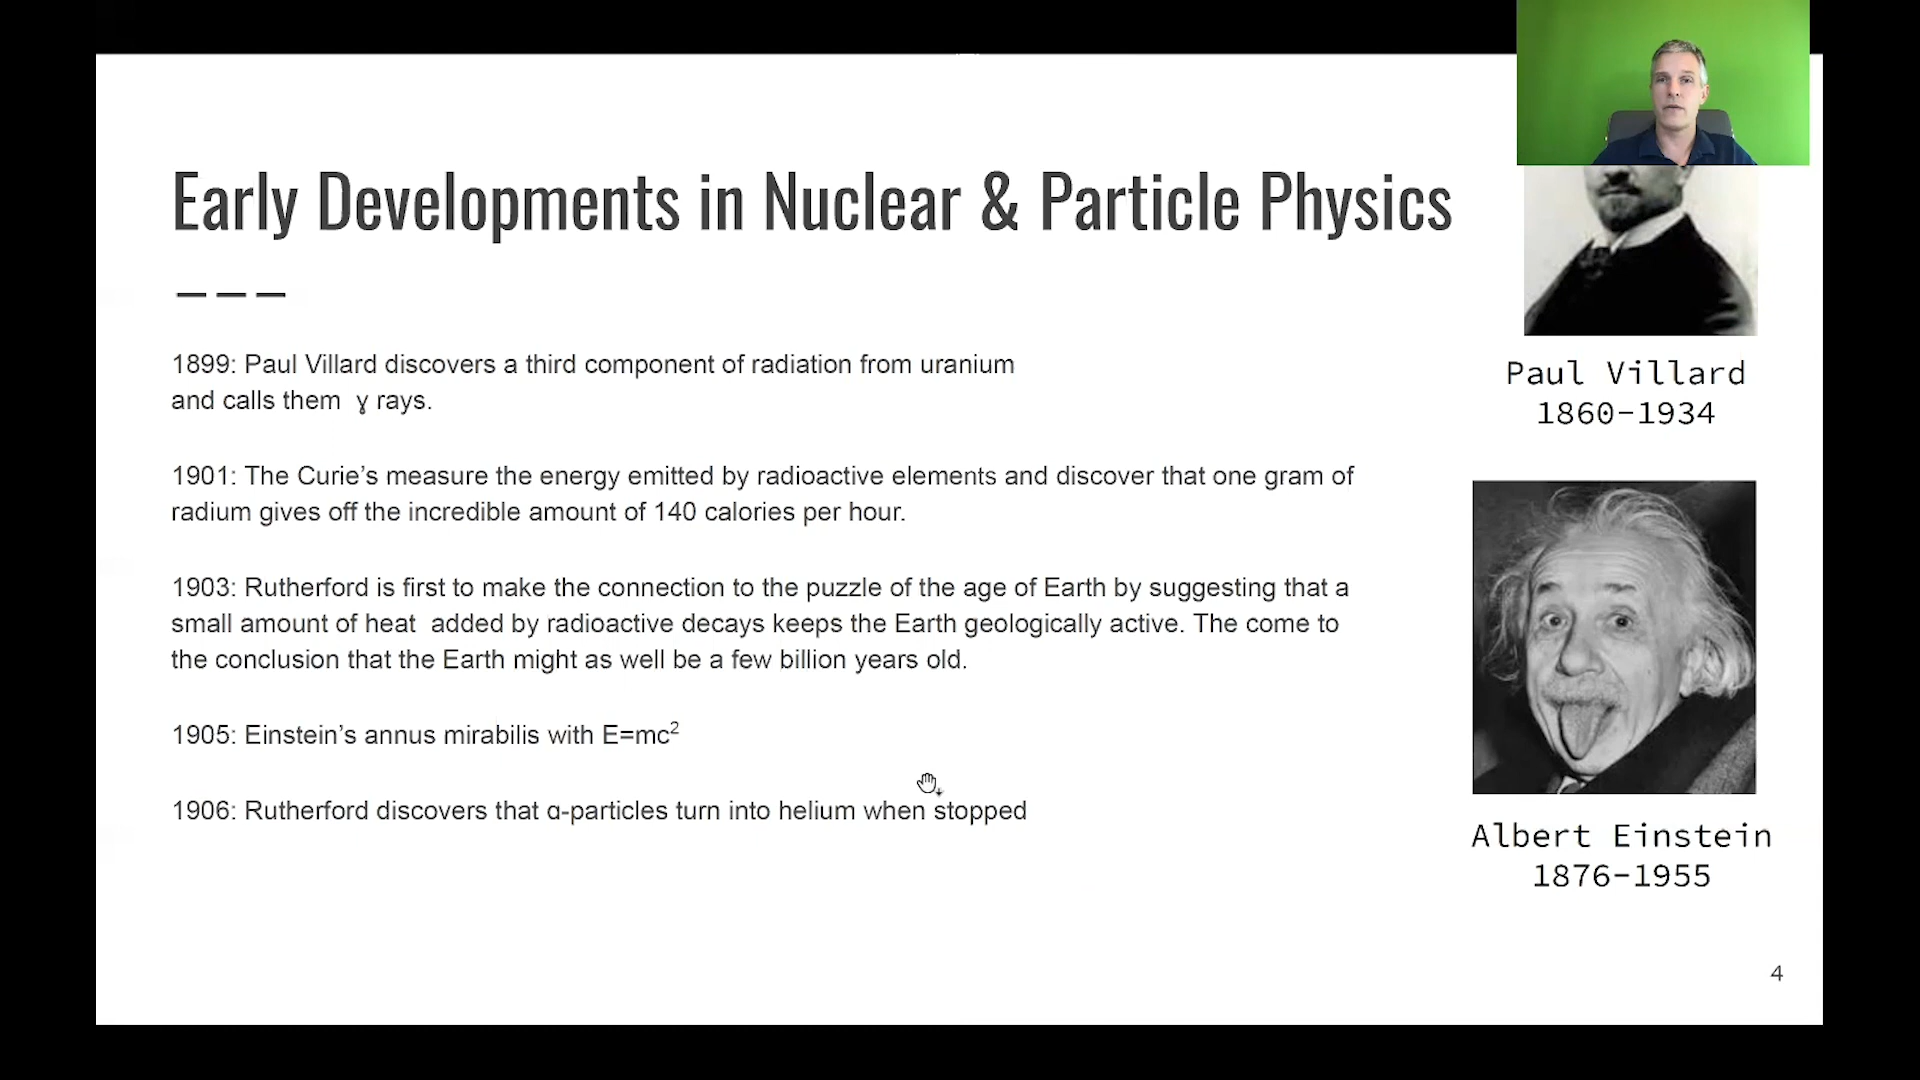 Early Developments in Nuclear & Particle Physics
1899: Paul Villard discovers a third component of radiation from uranium
and calls them ɣ rays.
1901: The Curie’s measure the energy emitted by radioactive elements and discover that one gram of
radium gives off the incredible amount of 140 calories per hour.
1903: Rutherford is first to make the connection to the puzzle of the age of Earth by suggesting that a
small amount of heat  added by radioactive decays keeps the Earth geologically active. The come to
the conclusion that the Earth might as well be a few billion years old.
1905: Einstein’s annus mirabilis with E=mc²
1906: Rutherford discovers that ɑ-particles turn into helium when stopped
Paul Villard
1860-1934
Albert Einstein
1876-1955
4